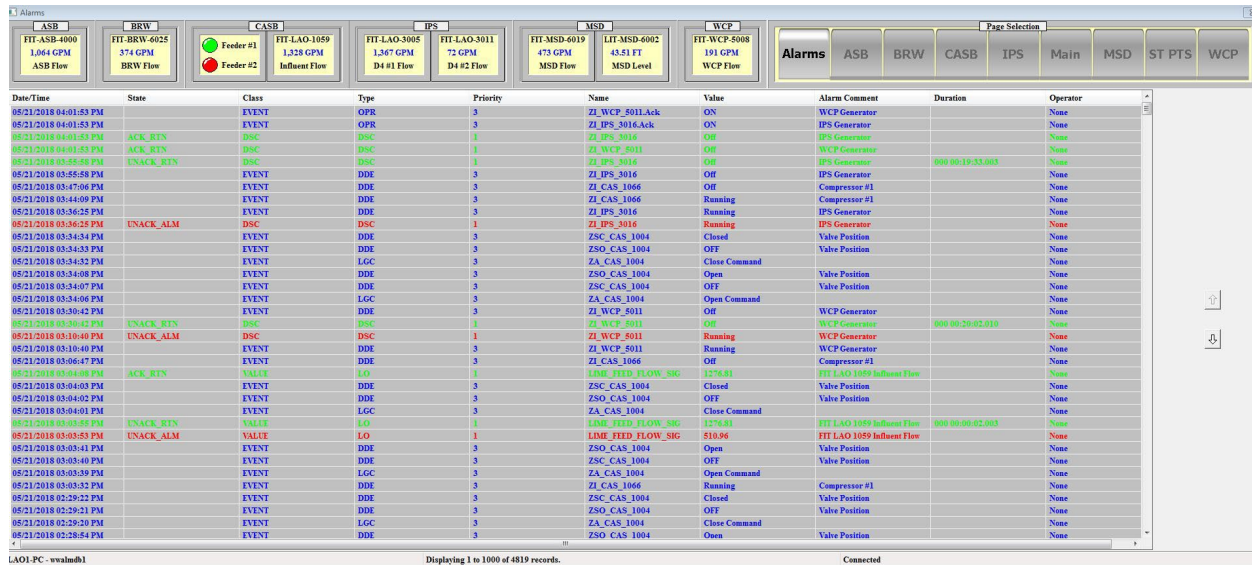 Alarms
ASB BRW CASB IPS MSD WCP Page Selection
FIT-ASB-4000 FIT-BRW-6025 Feeder #1 FIT-LAO-1059 FIT-LAO-3005 FIT-LAO-3011 FIT-MSD-6019 LIT-MSD-6002 FIT-WCP-5008
1,064 GPM 374 GPM 1,328 GPM 1,367 GPM 72 GPM 473 GPM 43.51 FT 191 GPM
ASB Flow BRW Flow Feeder #2 Influent Flow D4 #1 Flow D4 #2 Flow MSD Flow MSD Level WCP Flow
Alarms ASB BRW CASB IPS Main MSD ST PTS WCP
Date/Time State Class Type Priority Name Value Alarm Comment Duration Operator
05/21/2018 04:01:53 PM EVENT OPR 3 ZI_WCP_5011.Ack ON WCP Generator None
05/21/2018 04:01:53 PM EVENT OPR 3 ZI_IPS_3016.Ack ON IPS Generator None
05/21/2018 04:01:53 PM ACK_RTN DSC DSC 1 ZI_IPS_3016 Off IPS Generator None
05/21/2018 04:01:53 PM ACK_RTN DSC DSC 1 ZI_WCP_5011 Off WCP Generator None
05/21/2018 03:55:58 PM UNACK_RTN DSC DSC 1 ZI_IPS_3016 Off IPS Generator 000 00:19:33.003 None
05/21/2018 03:55:58 PM EVENT DDE 3 ZI_IPS_3016 Off IPS Generator None
05/21/2018 03:47:06 PM EVENT DDE 3 ZI_CAS_1066 Off Compressor #1 None
05/21/2018 03:44:09 PM EVENT DDE 3 ZI_CAS_1066 Running Compressor #1 None
05/21/2018 03:36:25 PM EVENT DDE 3 ZI_IPS_3016 Running IPS Generator None
05/21/2018 03:36:25 PM UNACK_ALM DSC DSC 1 ZI_IPS_3016 Running IPS Generator None
05/21/2018 03:34:34 PM EVENT DDE 3 ZSC_CAS_1004 Closed Valve Position None
05/21/2018 03:34:33 PM EVENT DDE 3 ZSO_CAS_1004 OFF Valve Position None
05/21/2018 03:34:32 PM EVENT LGC 3 ZA_CAS_1004 Close Command None
05/21/2018 03:34:08 PM EVENT DDE 3 ZSO_CAS_1004 Open Valve Position None
05/21/2018 03:34:07 PM EVENT DDE 3 ZSC_CAS_1004 OFF Valve Position None
05/21/2018 03:34:06 PM EVENT LGC 3 ZA_CAS_1004 Open Command None
05/21/2018 03:30:42 PM EVENT DDE 3 ZI_WCP_5011 Off WCP Generator None
05/21/2018 03:30:42 PM UNACK_RTN DSC DSC 1 ZI_WCP_5011 Off WCP Generator 000 00:20:02.010 None
05/21/2018 03:10:40 PM UNACK_ALM DSC DSC 1 ZI_WCP_5011 Running WCP Generator None
05/21/2018 03:10:40 PM EVENT DDE 3 ZI_WCP_5011 Running WCP Generator None
05/21/2018 03:06:47 PM EVENT DDE 3 ZI_CAS_1066 Off Compressor #1 None
05/21/2018 03:04:08 PM ACK_RTN VALUE LO 1 LIME_FEED_FLOW_SIG 1276.81 FIT LAO 1059 Influent Flow None
05/21/2018 03:04:03 PM EVENT DDE 3 ZSC_CAS_1004 Closed Valve Position None
05/21/2018 03:04:02 PM EVENT DDE 3 ZSO_CAS_1004 OFF Valve Position None
05/21/2018 03:04:01 PM EVENT LGC 3 ZA_CAS_1004 Close Command None
05/21/2018 03:03:55 PM UNACK_RTN VALUE LO 1 LIME_FEED_FLOW_SIG 1276.81 FIT LAO 1059 Influent Flow 000 00:00:02.003 None
05/21/2018 03:03:53 PM UNACK_ALM VALUE LO 1 LIME_FEED_FLOW_SIG 510.96 FIT LAO 1059 Influent Flow None
05/21/2018 03:03:41 PM EVENT DDE 3 ZSO_CAS_1004 Open Valve Position None
05/21/2018 03:03:40 PM EVENT DDE 3 ZSC_CAS_1004 OFF Valve Position None
05/21/2018 03:03:39 PM EVENT LGC 3 ZA_CAS_1004 Open Command None
05/21/2018 03:03:32 PM EVENT DDE 3 ZI_CAS_1066 Running Compressor #1 None
05/21/2018 02:29:22 PM EVENT DDE 3 ZSC_CAS_1004 Closed Valve Position None
05/21/2018 02:29:21 PM EVENT DDE 3 ZSO_CAS_1004 OFF Valve Position None
05/21/2018 02:29:20 PM EVENT LGC 3 ZA_CAS_1004 Close Command None
05/21/2018 02:28:54 PM EVENT DDE 3 ZSO_CAS_1004 Open Valve Position None
LAO1-PC - wwalmdb1 Displaying 1 to 1000 of 4819 records. Connected